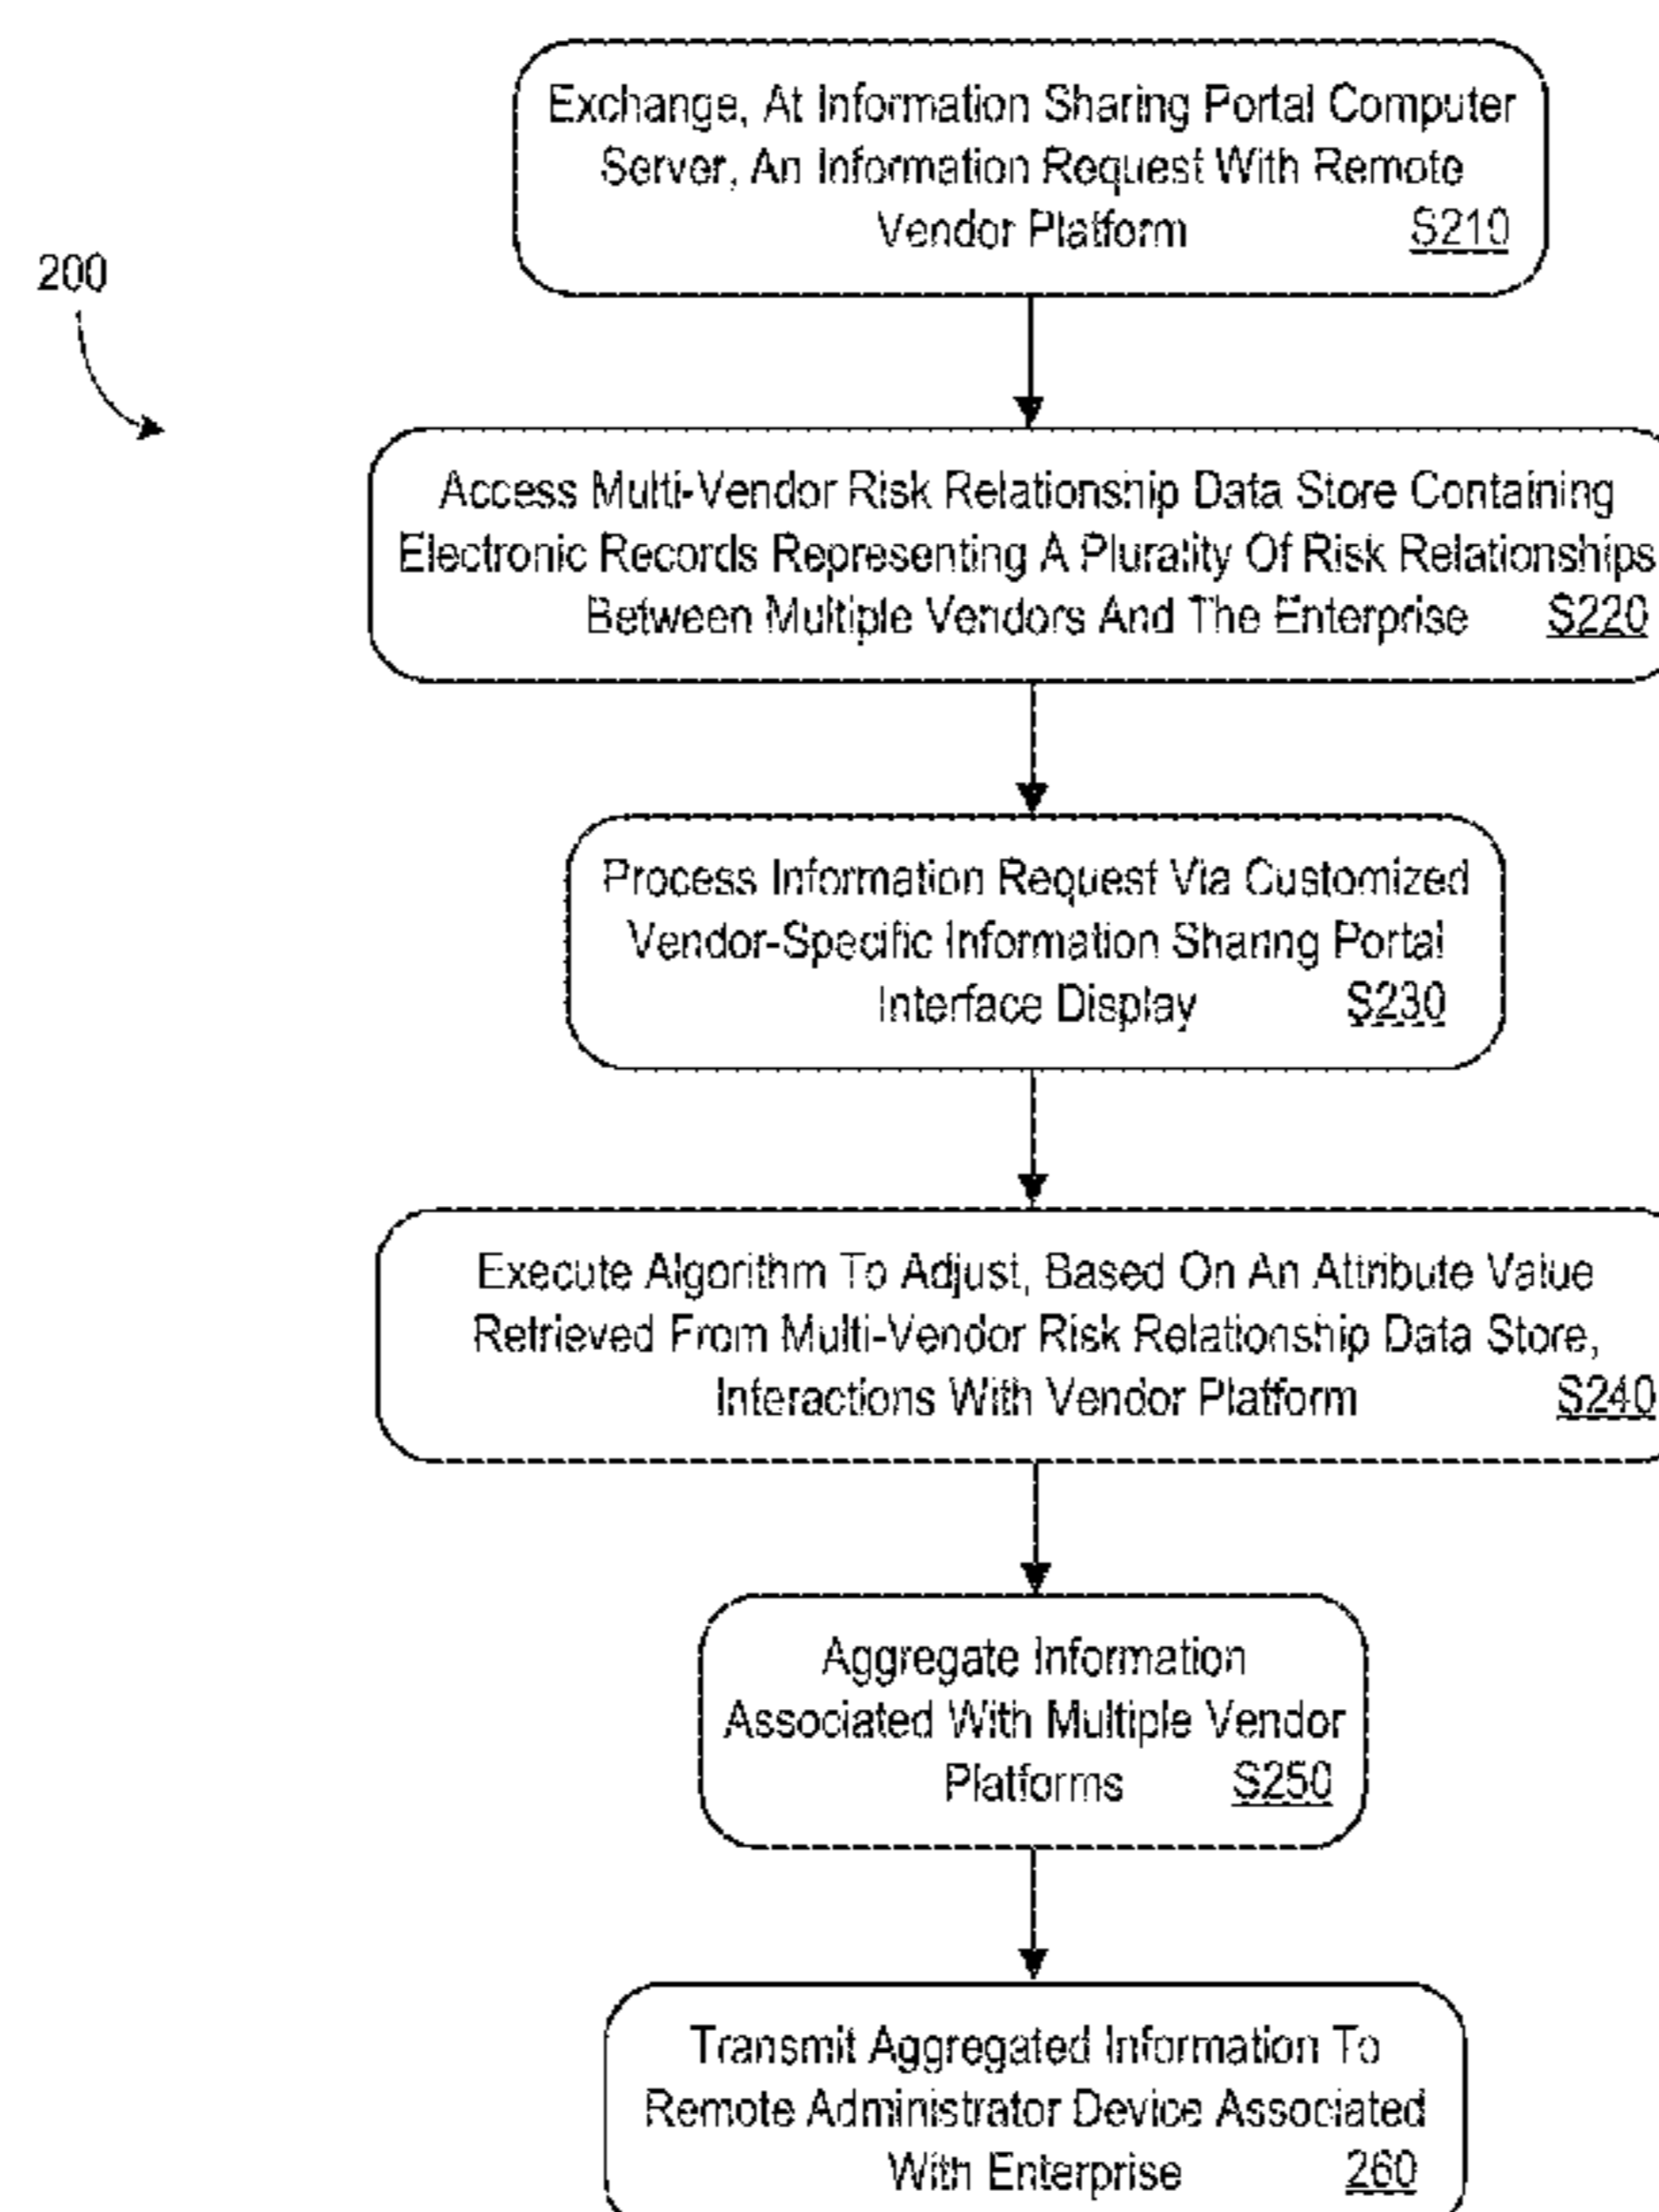 Exchange, At Information Sharing Portal Computer
Server, An Information Request With Remote
Vendor Platform S210
200
Access Multi-Vendor Risk Relationship Data Store Containing
Electronic Records Representing A Plurality Of Risk Relationships
Between Multiple Vendors And The Enterprise S220
Process Information Request Via Customized
Vendor-Specific Information Sharing Portal
Interface Display S230
Execute Algorithm To Adjust, Based On An Attribute Value
Retrieved From Multi-Vendor Risk Relationship Data Store,
Interactions With Vendor Platform S240
Aggregate Information
Associated With Multiple Vendor
Platforms S250
Transmit Aggregated Information To
Remote Administrator Device Associated
With Enterprise 260